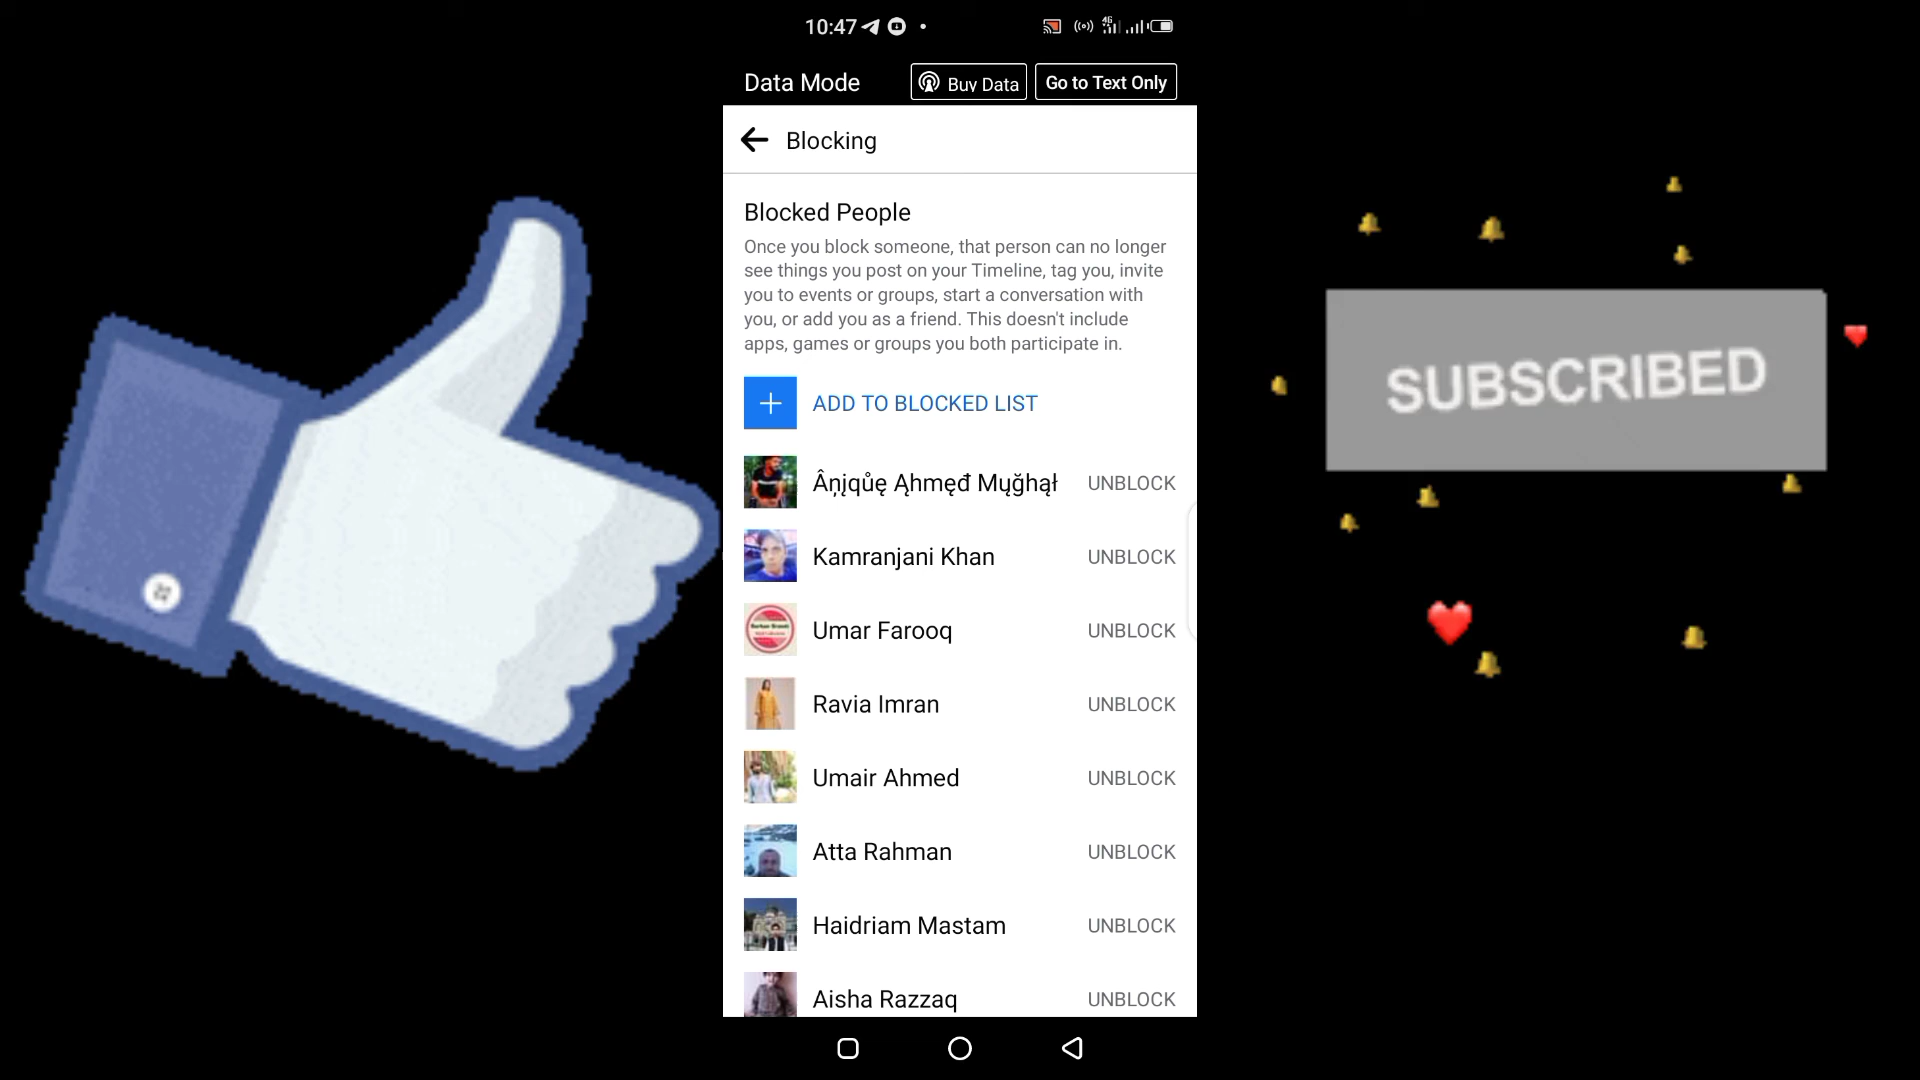 10:47
4G
Data Mode
Buy Data
Go to Text Only
Blocking
Blocked People
Once you block someone, that person can no longer
see things you post on your Timeline, tag you, invite
you to events or groups, start a conversation with
you, or add you as a friend. This doesn't include
apps, games or groups you both participate in.
ADD TO BLOCKED LIST
Âņįqůę Ąhmęđ Mųğhął UNBLOCK
Kamranjani Khan UNBLOCK
Umar Farooq UNBLOCK
Ravia Imran UNBLOCK
Umair Ahmed UNBLOCK
Atta Rahman UNBLOCK
Haidriam Mastam UNBLOCK
Aisha Razzaq UNBLOCK
SUBSCRIBED